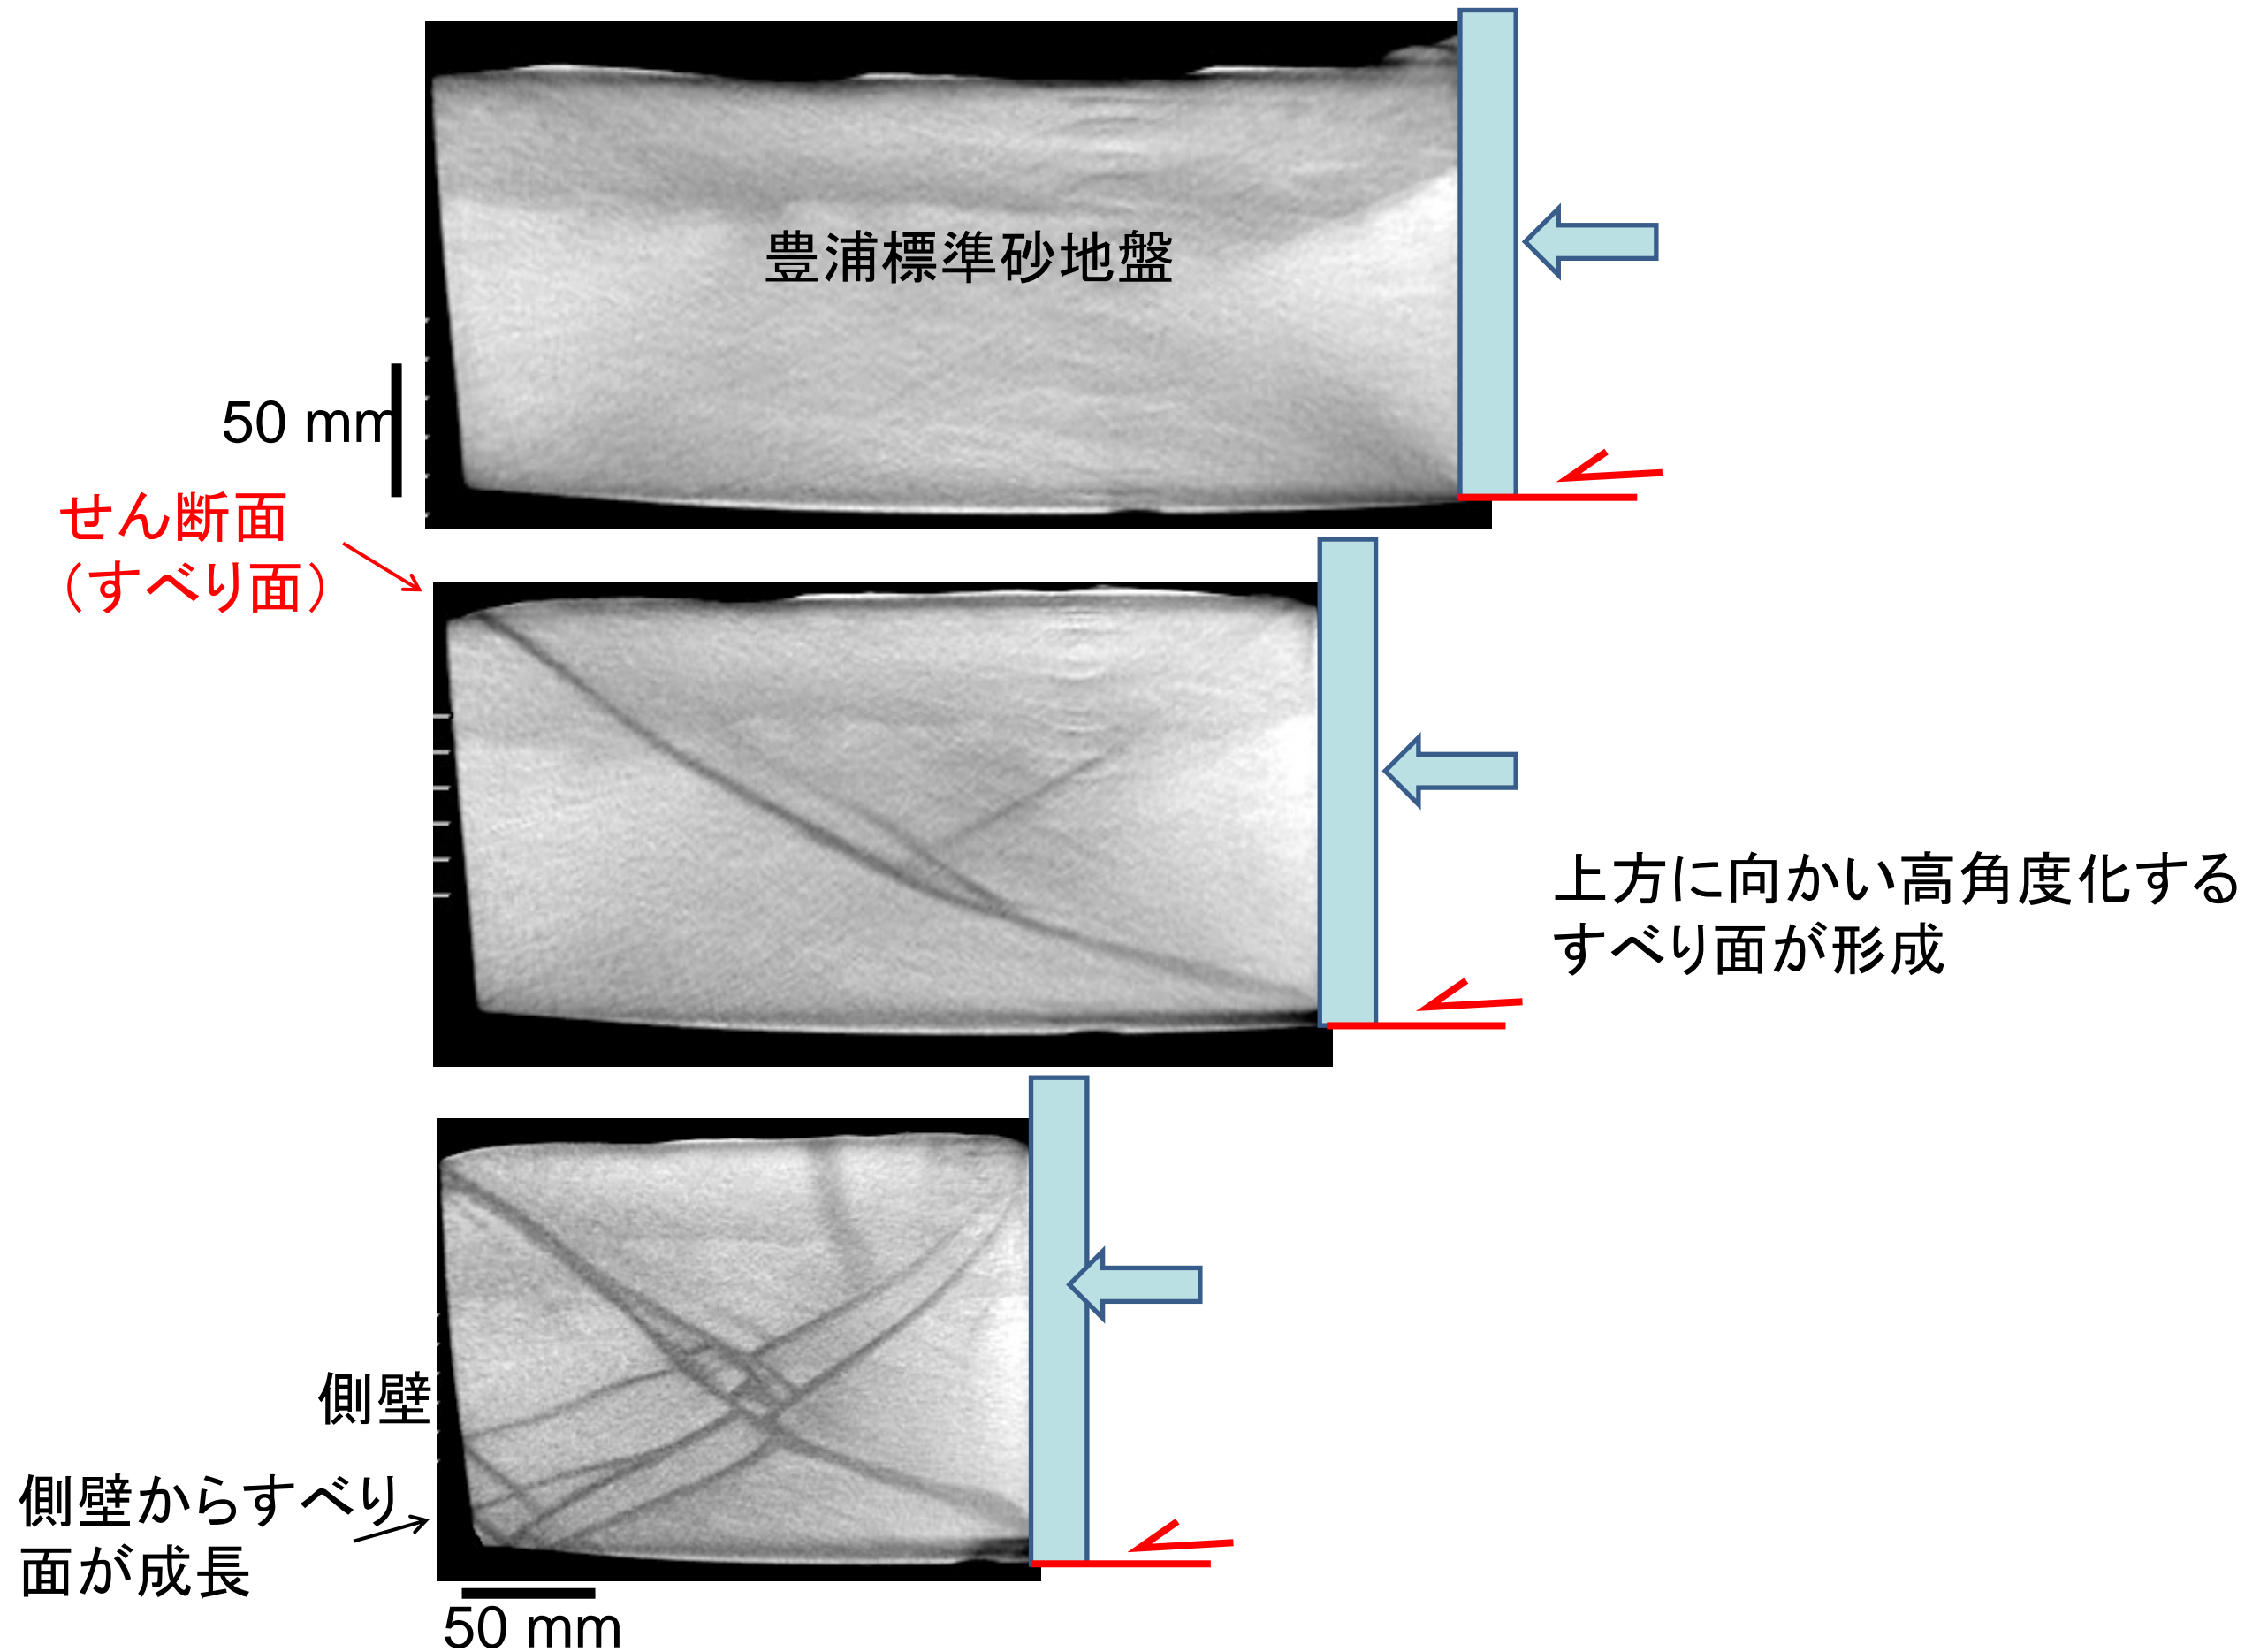 豊浦標準砂地盤
50 mm
せん断面
（すべり面）
上方に向かい高角度化する
すべり面が形成
側壁
側壁からすべり
面が成長
50 mm